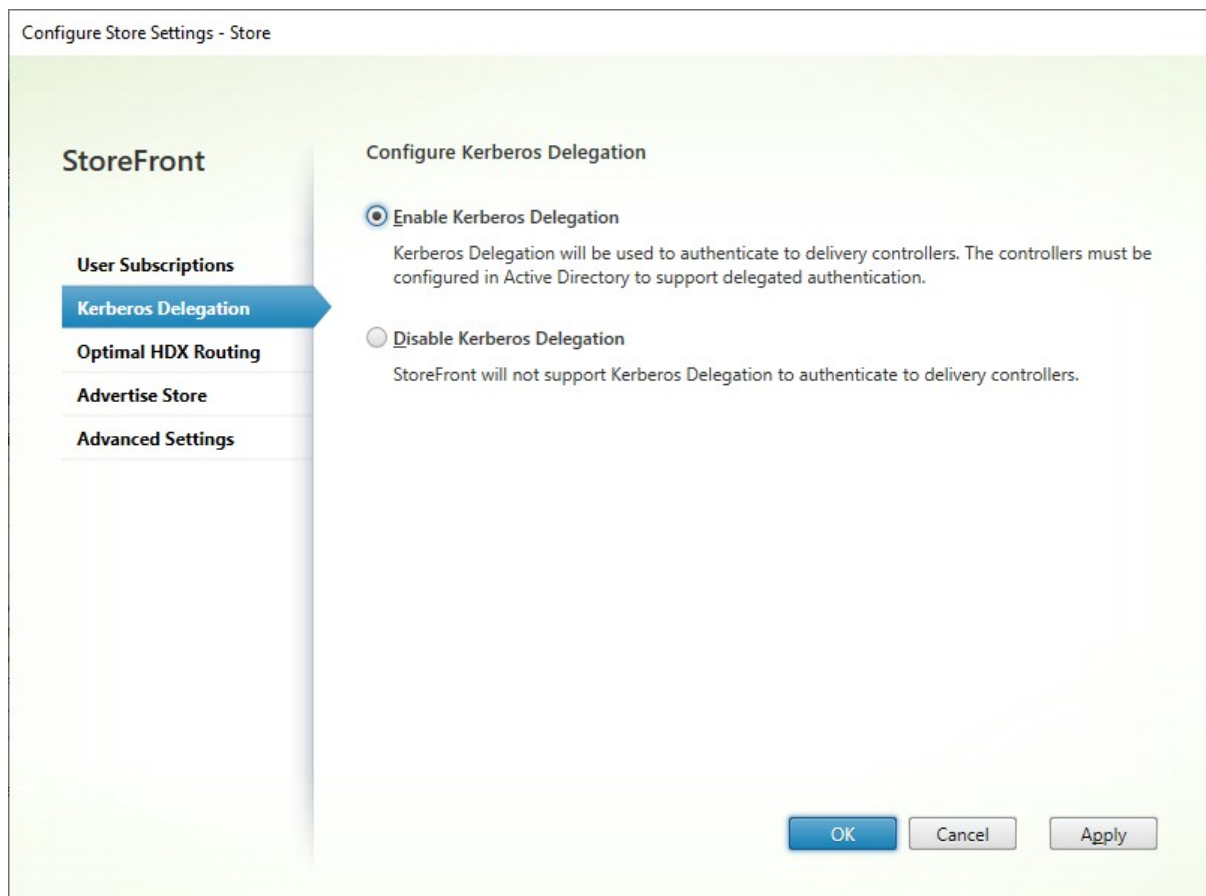 Configure Store Settings - Store
StoreFront
User Subscriptions
Kerberos Delegation
Optimal HDX Routing
Advertise Store
Advanced Settings
Configure Kerberos Delegation
Enable Kerberos Delegation
Kerberos Delegation will be used to authenticate to delivery controllers. The controllers must be
configured in Active Directory to support delegated authentication.
Disable Kerberos Delegation
StoreFront will not support Kerberos Delegation to authenticate to delivery controllers.
OK
Cancel
Apply